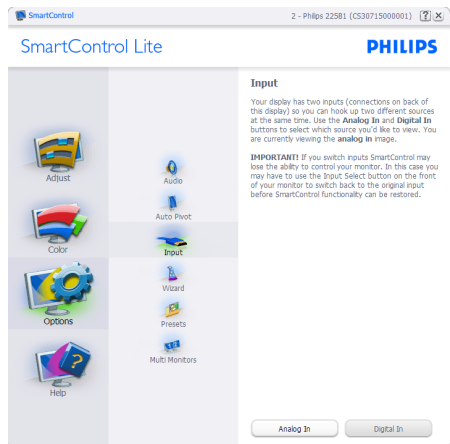 SmartControl
2 - Philips 225B1 (CS30715000001)
SmartControl Lite
PHILIPS
Adjust
Color
Options
Help
Audio
Auto Pivot
Input
Wizard
Presets
Multi Monitors
Input
Your display has two inputs (connections on back of
this display) so you can hook up two different sources
at the same time. Use the Analog In and Digital In
buttons to select which source you'd like to view. You
are currently viewing the analog in image.
IMPORTANT! If you switch inputs SmartControl may
lose the ability to control your monitor. In this case you
may have to use the Input Select button on the front
of your monitor to switch back to the original input
before SmartControl functionality can be restored.
Analog In
Digital In